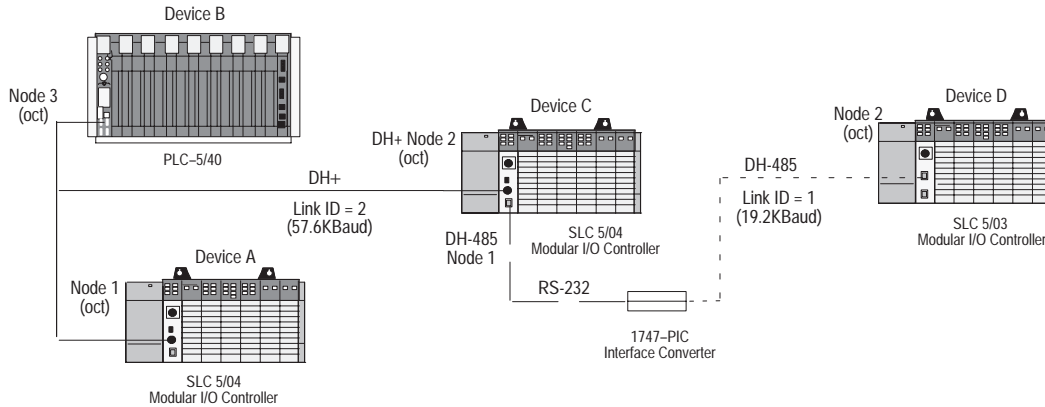 Device B
Node 3
(oct)
PLC–5/40
Device C
DH+ Node 2
(oct)
Device D
Node 2
(oct)
DH+
Link ID = 2
(57.6KBaud)
DH-485
Link ID = 1
(19.2KBaud)
SLC 5/04
Modular I/O Controller
SLC 5/03
Modular I/O Controller
DH-485
Node 1
Device A
Node 1
(oct)
RS-232
1747–PIC
Interface Converter
SLC 5/04
Modular I/O Controller